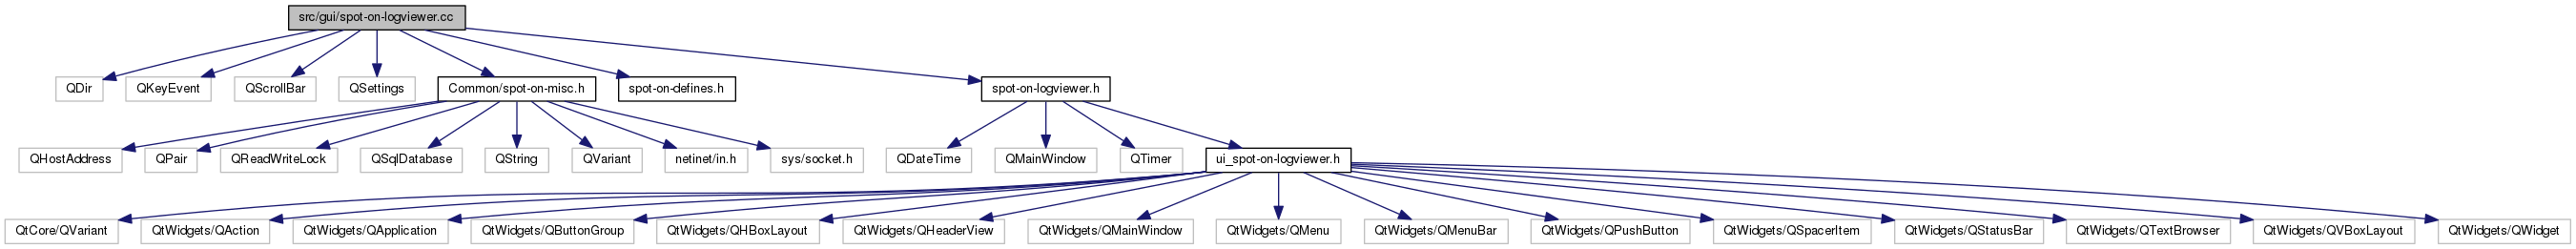 src/gui/spot-on-logviewer.cc
QDir
QKeyEvent
QScrollBar
QSettings
Common/spot-on-misc.h
spot-on-defines.h
spot-on-logviewer.h
QHostAddress
QPair
QReadWriteLock
QSqlDatabase
QString
QVariant
netinet/in.h
sys/socket.h
QDateTime
QMainWindow
QTimer
ui_spot-on-logviewer.h
QtCore/QVariant
QtWidgets/QAction
QtWidgets/QApplication
QtWidgets/QButtonGroup
QtWidgets/QHBoxLayout
QtWidgets/QHeaderView
QtWidgets/QMainWindow
QtWidgets/QMenu
QtWidgets/QMenuBar
QtWidgets/QPushButton
QtWidgets/QSpacerItem
QtWidgets/QStatusBar
QtWidgets/QTextBrowser
QtWidgets/QVBoxLayout
QtWidgets/QWidget